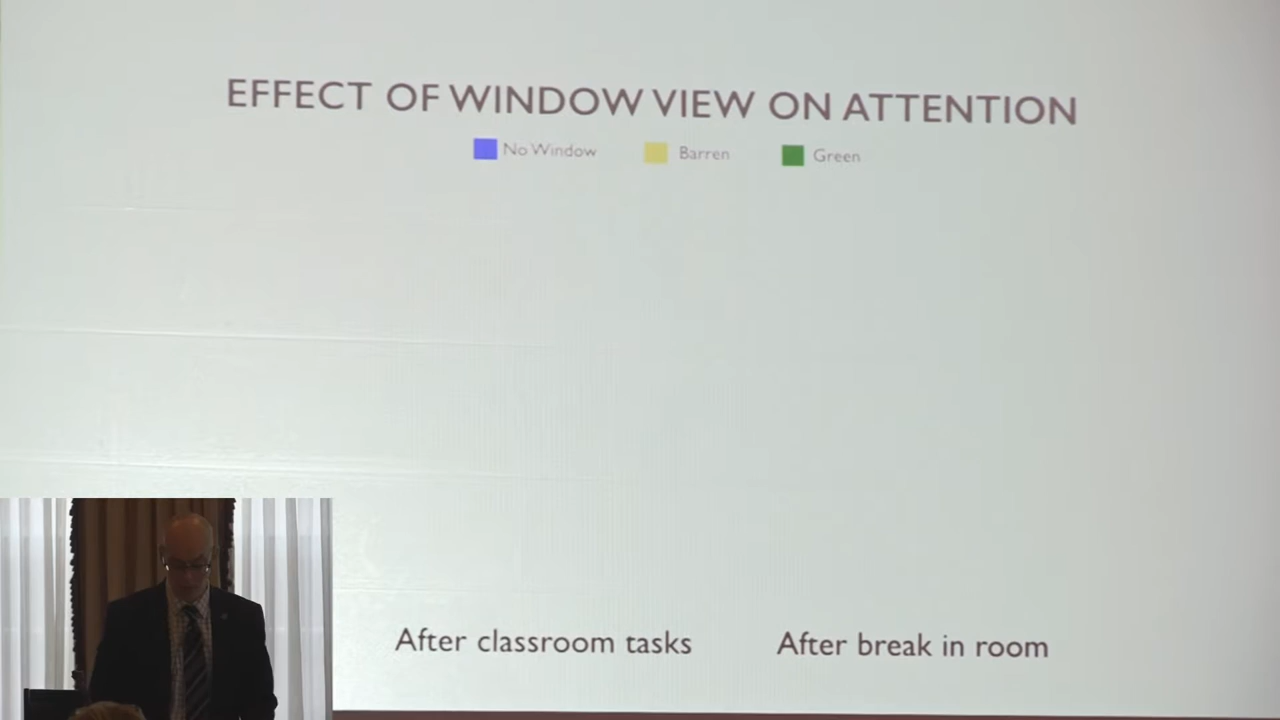 EFFECT OF WINDOW VIEW ON ATTENTION
No Window Barren Green
After classroom tasks After break in room